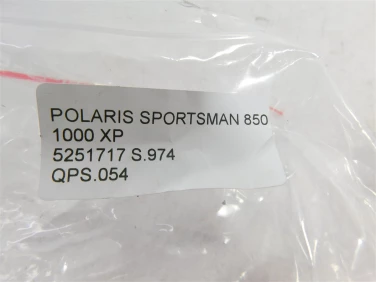 POLARIS SPORTSMAN 850
1000 XP
5251717 S.974
QPS.054